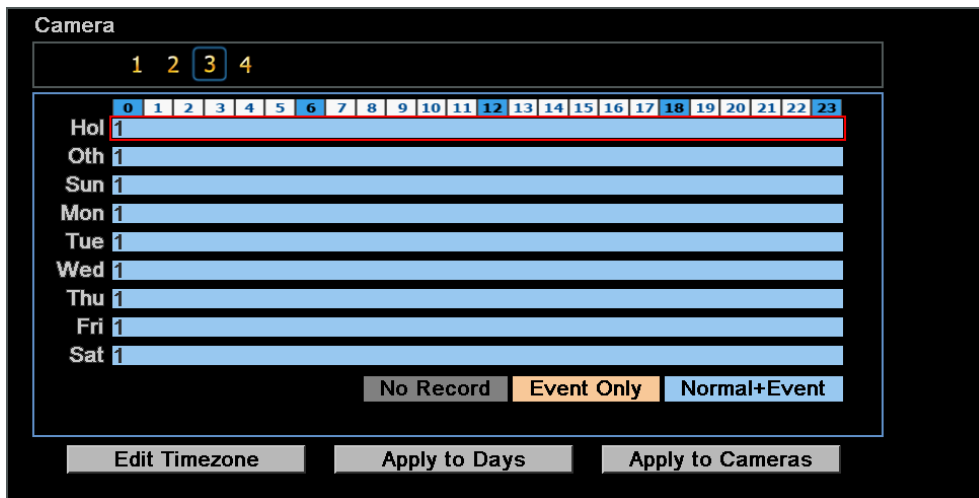 Camera
1 2 3 4
0 1 2 3 4 5 6 7 8 9 10 11 12 13 14 15 16 17 18 19 20 21 22 23
Hol 1
Oth 1
Sun 1
Mon 1
Tue 1
Wed 1
Thu 1
Fri 1
Sat 1
No Record Event Only Normal+Event
Edit Timezone Apply to Days Apply to Cameras